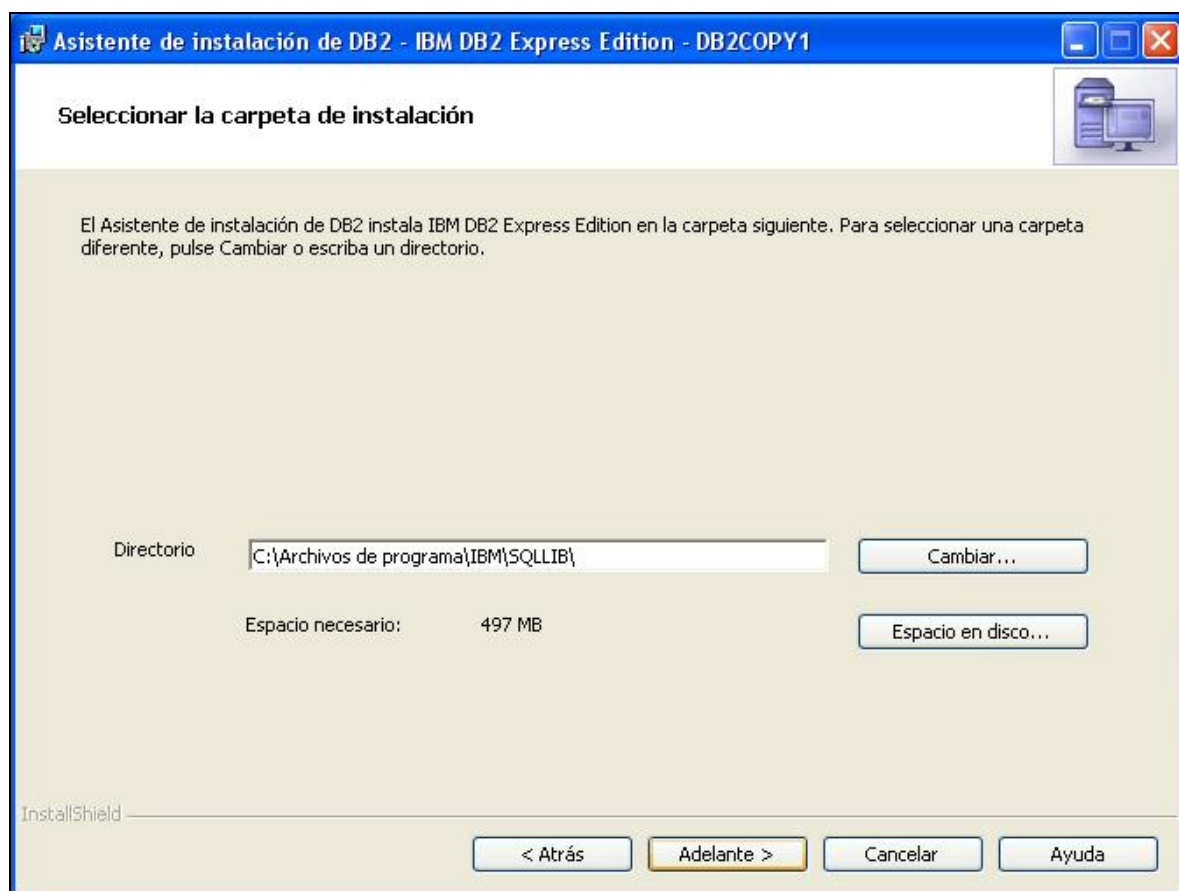 Asistente de instalación de DB2 - IBM DB2 Express Edition - DB2COPY1
Seleccionar la carpeta de instalación
El Asistente de instalación de DB2 instala IBM DB2 Express Edition en la carpeta siguiente. Para seleccionar una carpeta
diferente, pulse Cambiar o escriba un directorio.
Directorio C:\Archivos de programa\IBM\SQLLIB\ Cambiar...
Espacio necesario: 497 MB Espacio en disco...
InstallShield
< Atrás Adelante > Cancelar Ayuda